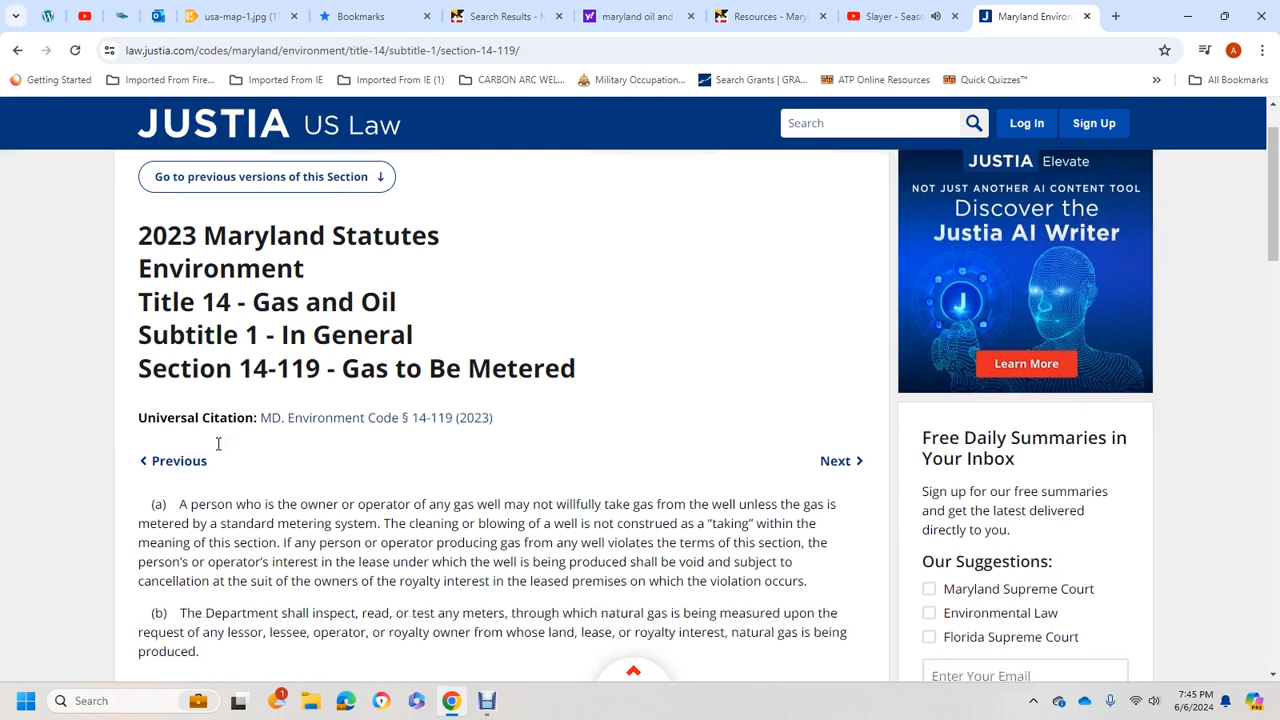 usa-map-1.jpg (1
Bookmarks
Search Results - M
maryland oil and
Resources - Mary
Slayer - Seaso
Maryland Enviro
law.justia.com/codes/maryland/environment/title-14/subtitle-1/section-14-119/
A
Getting Started
Imported From Fire...
Imported From IE
Imported From IE (1)
CARBON ARC WEL...
Military Occupation...
Search Grants | GRA...
ATP Online Resources
Quick Quizzes™
All Bookmarks
JUSTIA US Law
Search
Log In
Sign Up
Go to previous versions of this Section ↓
2023 Maryland Statutes
Environment
Title 14 - Gas and Oil
Subtitle 1 - In General
Section 14-119 - Gas to Be Metered
Universal Citation: MD. Environment Code § 14-119 (2023)
Previous
Next
(a) A person who is the owner or operator of any gas well may not willfully take gas from the well unless the gas is
metered by a standard metering system. The cleaning or blowing of a well is not construed as a “taking” within the
meaning of this section. If any person or operator producing gas from any well violates the terms of this section, the
person’s or operator’s interest in the lease under which the well is being produced shall be void and subject to
cancellation at the suit of the owners of the royalty interest in the leased premises on which the violation occurs.
(b) The Department shall inspect, read, or test any meters, through which natural gas is being measured upon the
request of any lessor, lessee, operator, or royalty owner from whose land, lease, or royalty interest, natural gas is being
produced.
JUSTIA Elevate
NOT JUST ANOTHER AI CONTENT TOOL
Discover the
Justia AI Writer
J
Learn More
Free Daily Summaries in
Your Inbox
Sign up for our free summaries
and get the latest delivered
directly to you.
Our Suggestions:
Maryland Supreme Court
Environmental Law
Florida Supreme Court
Enter Your Email
Search
1
7:45 PM
6/6/2024
PRE